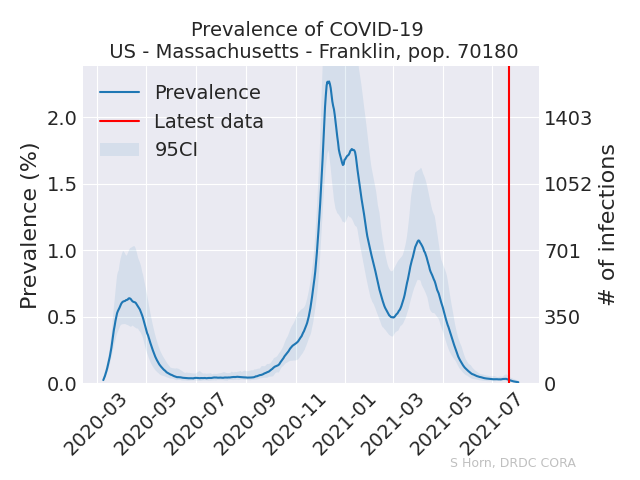 Prevalence of COVID-19
US - Massachusetts - Franklin, pop. 70180
Prevalence
Latest data
95CI
Prevalence (%)
2.0
1.5
1.0
0.5
0.0
# of infections
1403
1052
701
350
0
2020-03
2020-05
2020-07
2020-09
2020-11
2021-01
2021-03
2021-05
2021-07
S Horn, DRDC CORA